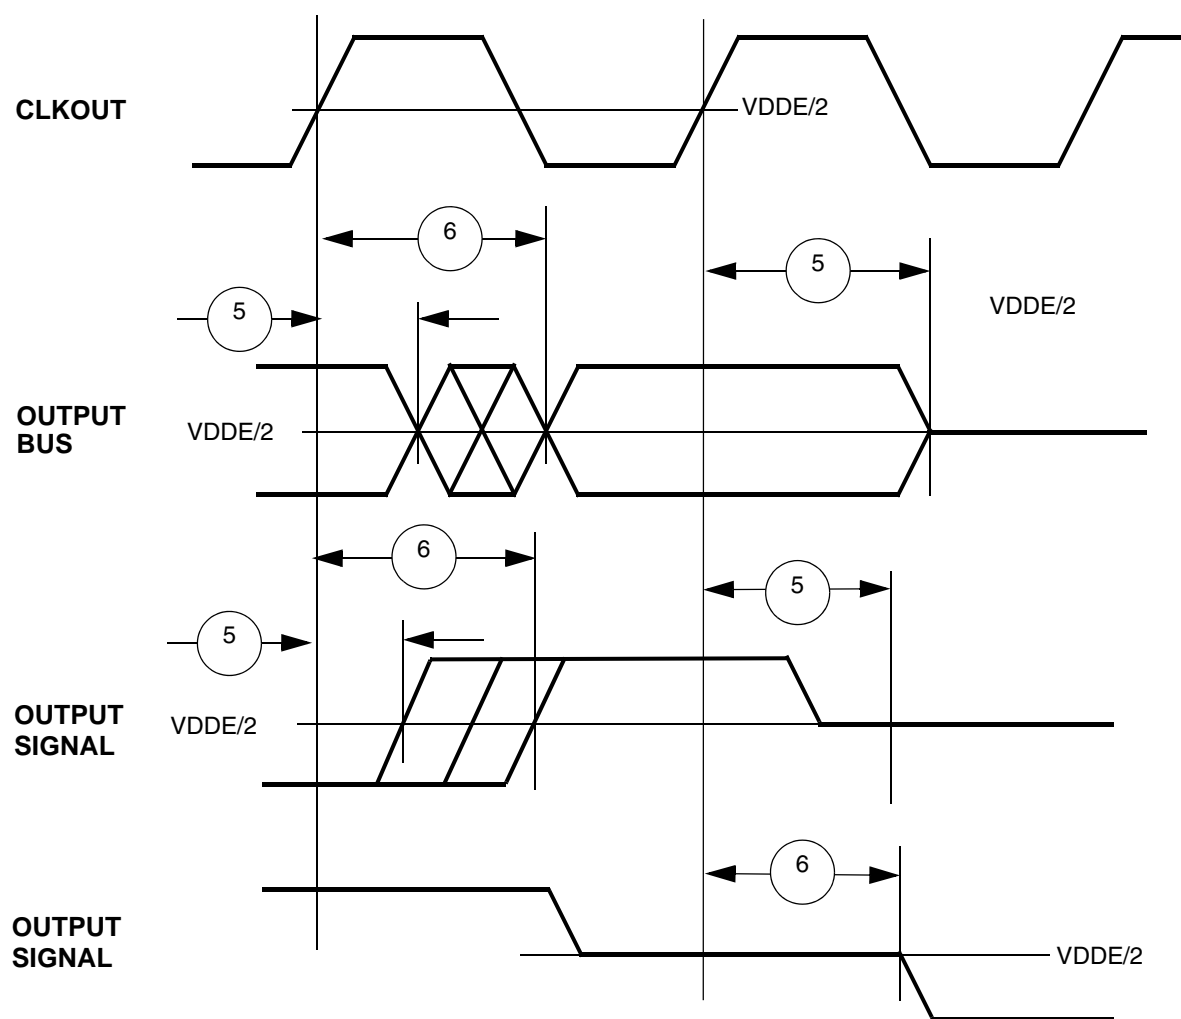 CLKOUT
VDDE/2
6
5
5
VDDE/2
OUTPUT
BUS
VDDE/2
6
5
5
OUTPUT
SIGNAL
VDDE/2
6
OUTPUT
SIGNAL
VDDE/2